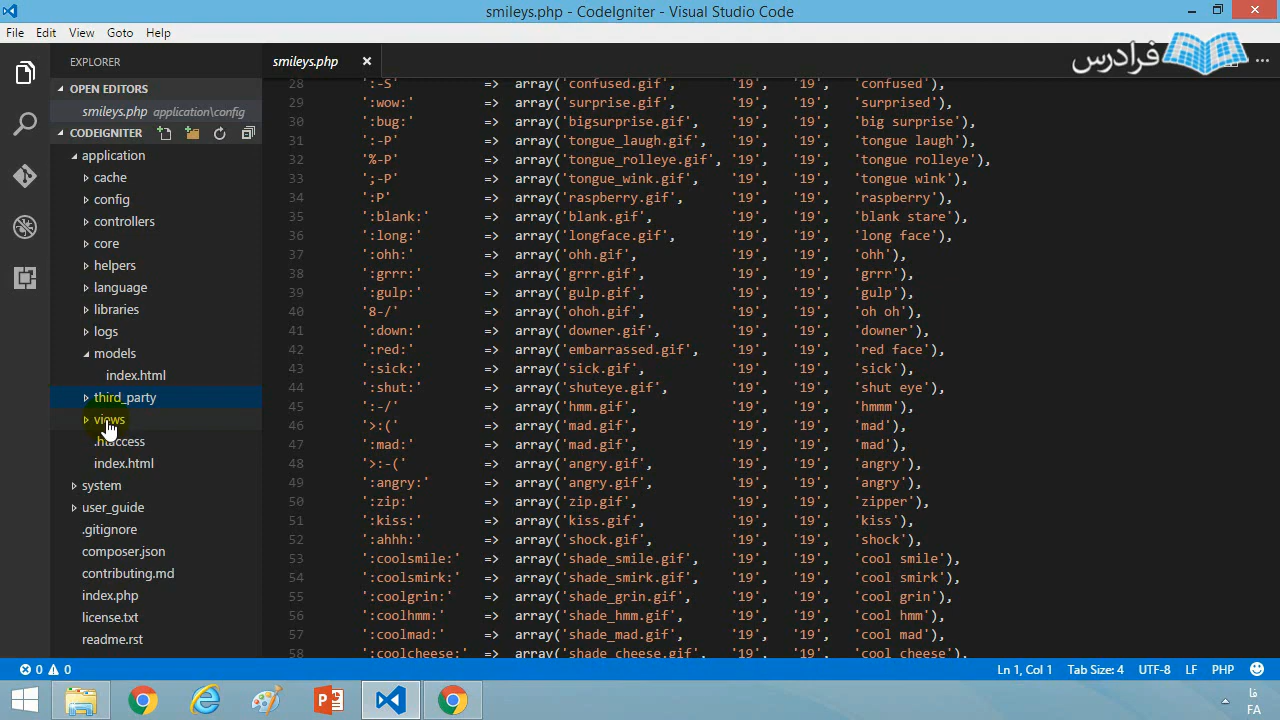 smileys.php - CodeIgniter - Visual Studio Code
File Edit View Goto Help
فرادرس
EXPLORER
OPEN EDITORS
smileys.php application\config
CODEIGNITER
application
cache
config
controllers
core
helpers
language
libraries
logs
models
index.html
third_party
views
.htaccess
index.html
system
user_guide
.gitignore
composer.json
contributing.md
index.php
license.txt
readme.rst
smileys.php
28 ':-S' => array('confused.gif', '19', '19', 'confused'),
29 ':wow:' => array('surprise.gif', '19', '19', 'surprised'),
30 ':bug:' => array('bigsurprise.gif', '19', '19', 'big surprise'),
31 ':-P' => array('tongue_laugh.gif', '19', '19', 'tongue laugh'),
32 '%-P' => array('tongue_rolleye.gif', '19', '19', 'tongue rolleye'),
33 ';-P' => array('tongue_wink.gif', '19', '19', 'tongue wink'),
34 ':P' => array('raspberry.gif', '19', '19', 'raspberry'),
35 ':blank:' => array('blank.gif', '19', '19', 'blank stare'),
36 ':long:' => array('longface.gif', '19', '19', 'long face'),
37 ':ohh:' => array('ohh.gif', '19', '19', 'ohh'),
38 ':grrr:' => array('grrr.gif', '19', '19', 'grrr'),
39 ':gulp:' => array('gulp.gif', '19', '19', 'gulp'),
40 '8-/' => array('ohoh.gif', '19', '19', 'oh oh'),
41 ':down:' => array('downer.gif', '19', '19', 'downer'),
42 ':red:' => array('embarrassed.gif', '19', '19', 'red face'),
43 ':sick:' => array('sick.gif', '19', '19', 'sick'),
44 ':shut:' => array('shuteye.gif', '19', '19', 'shut eye'),
45 ':-/' => array('hmm.gif', '19', '19', 'hmmm'),
46 '>:(' => array('mad.gif', '19', '19', 'mad'),
47 ':mad:' => array('mad.gif', '19', '19', 'mad'),
48 '>:-(' => array('angry.gif', '19', '19', 'angry'),
49 ':angry:' => array('angry.gif', '19', '19', 'angry'),
50 ':zip:' => array('zip.gif', '19', '19', 'zipper'),
51 ':kiss:' => array('kiss.gif', '19', '19', 'kiss'),
52 ':ahhh:' => array('shock.gif', '19', '19', 'shock'),
53 ':coolsmile:' => array('shade_smile.gif', '19', '19', 'cool smile'),
54 ':coolsmirk:' => array('shade_smirk.gif', '19', '19', 'cool smirk'),
55 ':coolgrin:' => array('shade_grin.gif', '19', '19', 'cool grin'),
56 ':coolhmm:' => array('shade_hmm.gif', '19', '19', 'cool hmm'),
57 ':coolmad:' => array('shade_mad.gif', '19', '19', 'cool mad'),
58 ':coolcheese:' => array('shade_cheese.gif', '19', '19', 'cool cheese'),
0 0 Ln 1, Col 1 Tab Size: 4 UTF-8 LF PHP
فا
FA